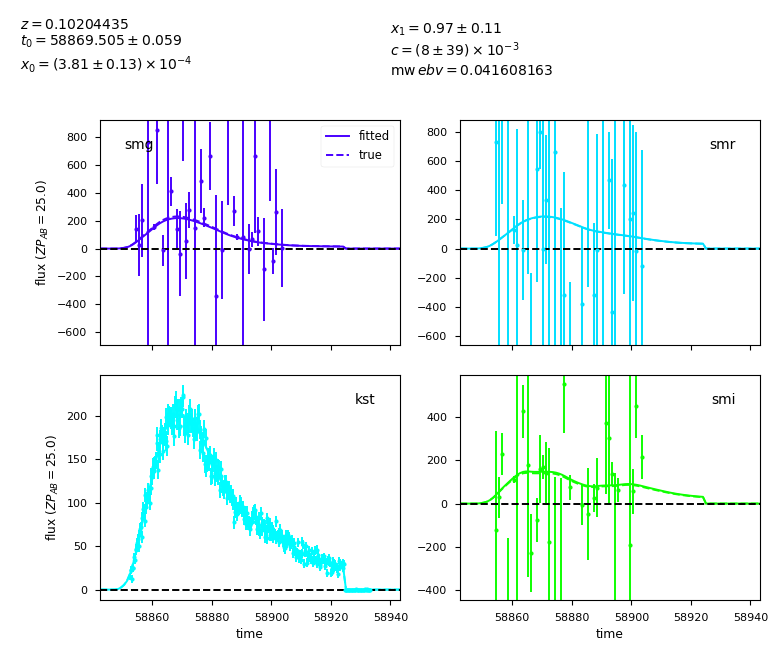 z = 0.10204435
t₀ = 58869.505 ± 0.059
x₀ = (3.81 ± 0.13) × 10⁻⁴
x₁ = 0.97 ± 0.11
c = (8 ± 39) × 10⁻³
mw ebv = 0.041608163
smg
fitted
true
800
600
400
200
0
−200
−400
−600
flux (ZP_AB = 25.0)
smr
800
600
400
200
0
−200
−400
−600
kst
200
150
100
50
0
flux (ZP_AB = 25.0)
58860 58880 58900 58920 58940
time
smi
400
200
0
−200
−400
58860 58880 58900 58920 58940
time